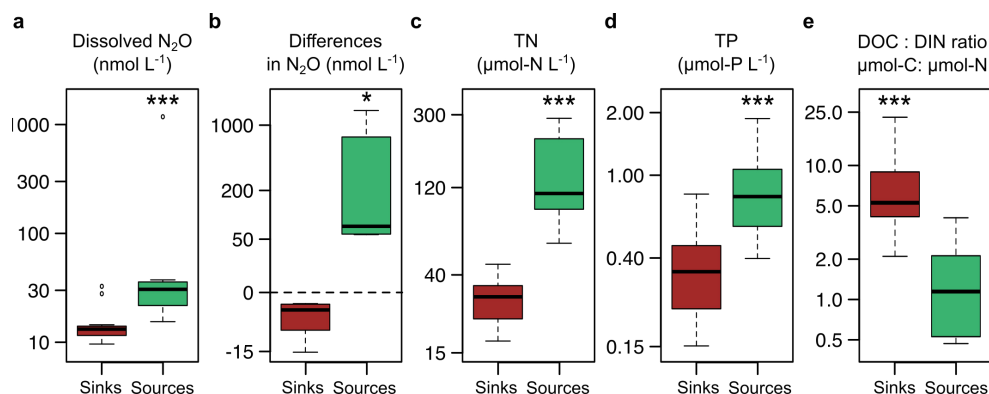 a
Dissolved N2O
(nmol L-1)
***
1000
300
100
30
10
Sinks Sources
b
Differences
in N2O (nmol L-1)
*
1000
200
50
0
-15
Sinks Sources
c
TN
(µmol-N L-1)
***
300
120
40
15
Sinks Sources
d
TP
(µmol-P L-1)
***
2.00
1.00
0.40
0.15
Sinks Sources
e
DOC : DIN ratio
µmol-C: µmol-N
***
25.0
10.0
5.0
2.0
1.0
0.5
Sinks Sources